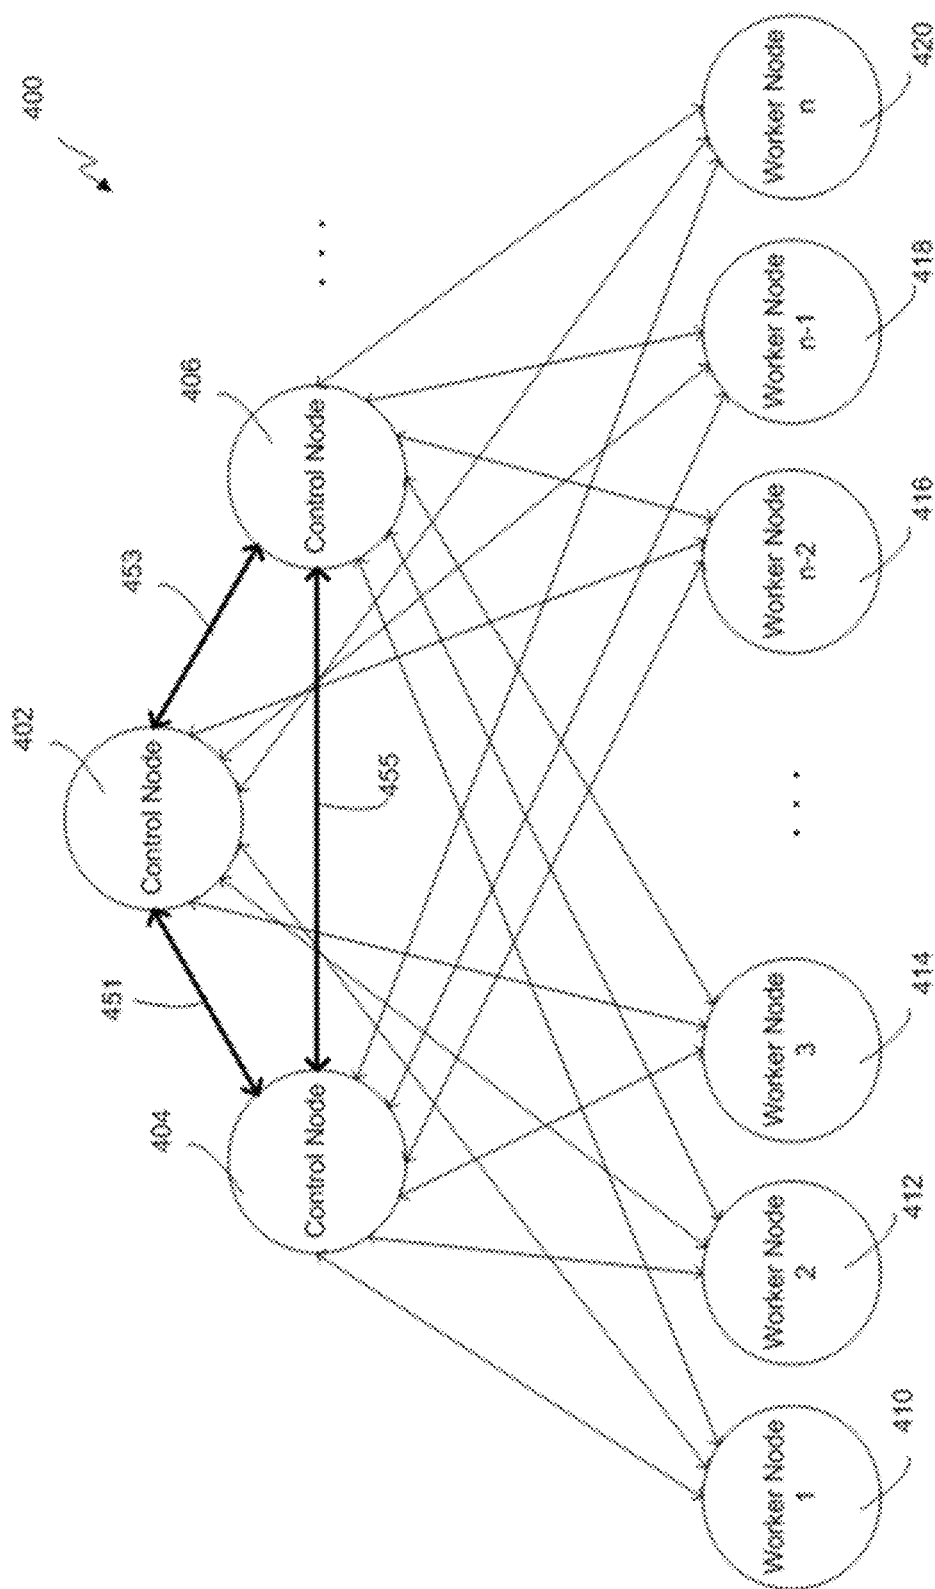 400
402
451
453
404
406
Control Node
Control Node
Control Node
455
. . .
Worker Node
1
Worker Node
2
Worker Node
3
. . .
Worker Node
n-2
Worker Node
n-1
Worker Node
n
410
412
414
416
418
420